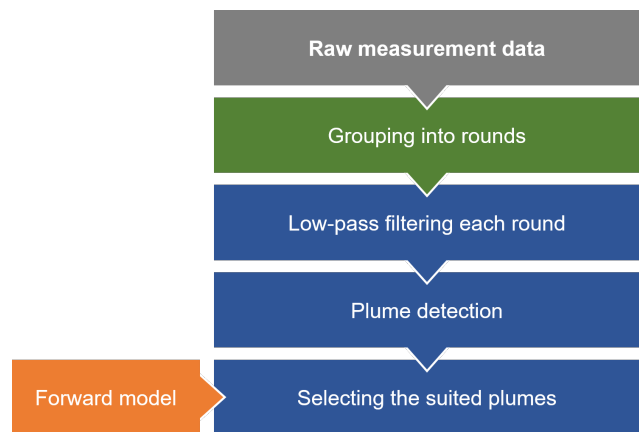 Raw measurement data
Grouping into rounds
Low-pass filtering each round
Plume detection
Forward model
Selecting the suited plumes